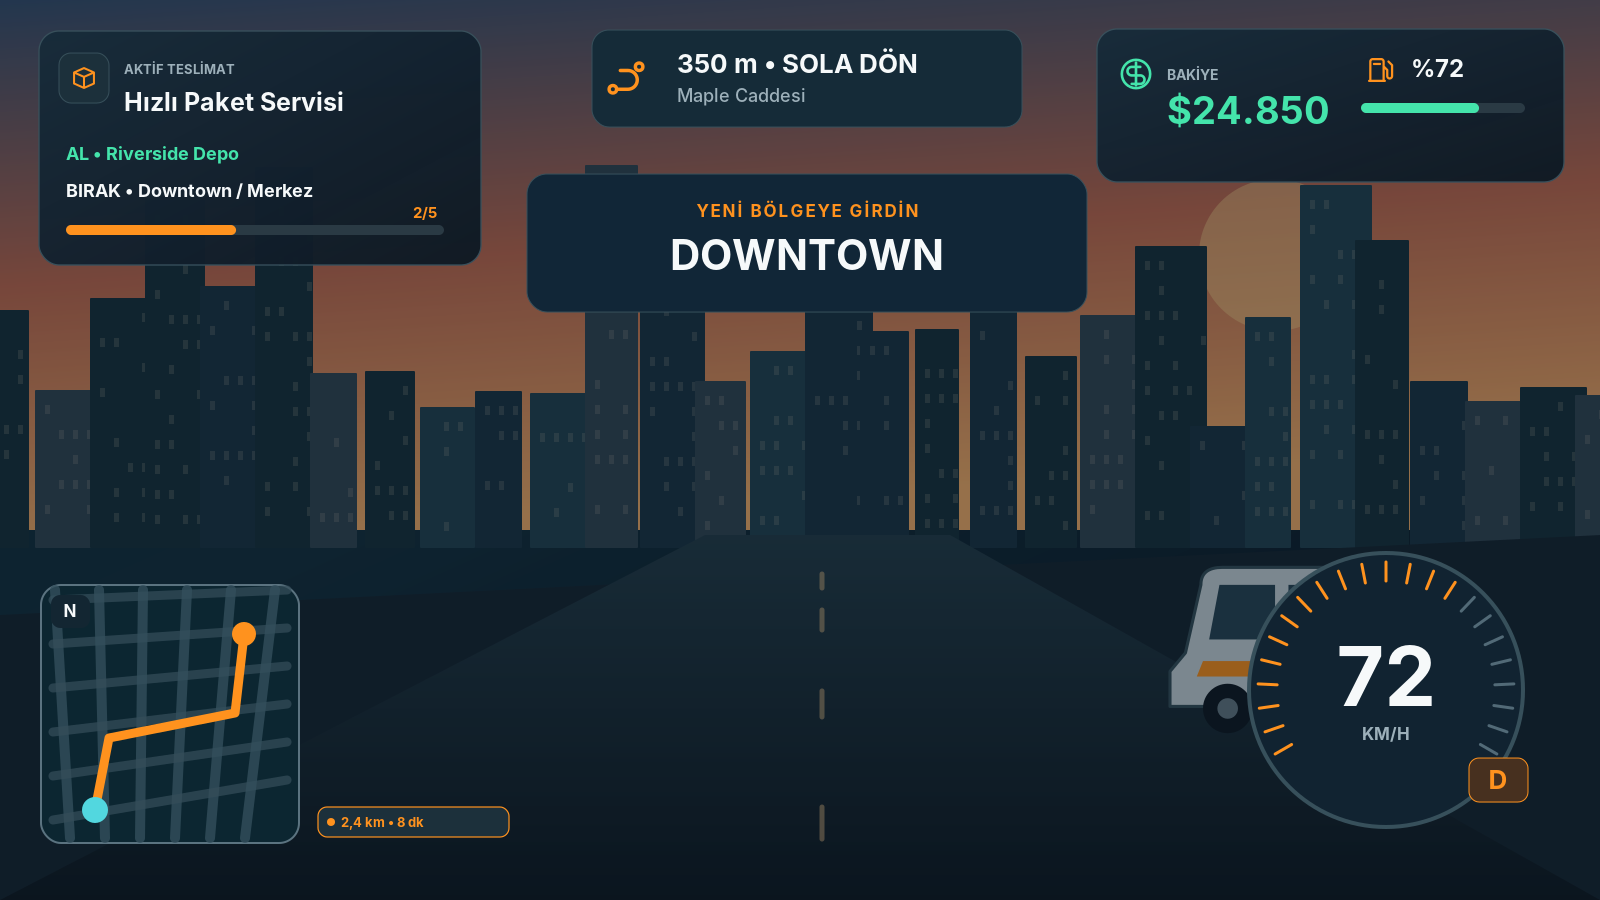 AKTİF TESLİMAT
Hızlı Paket Servisi
AL • Riverside Depo
BIRAK • Downtown / Merkez
2/5
350 m • SOLA DÖN
Maple Caddesi
BAKİYE
$24.850
%72
YENİ BÖLGEYE GİRDİN
DOWNTOWN
N
2,4 km • 8 dk
72
KM/H
D